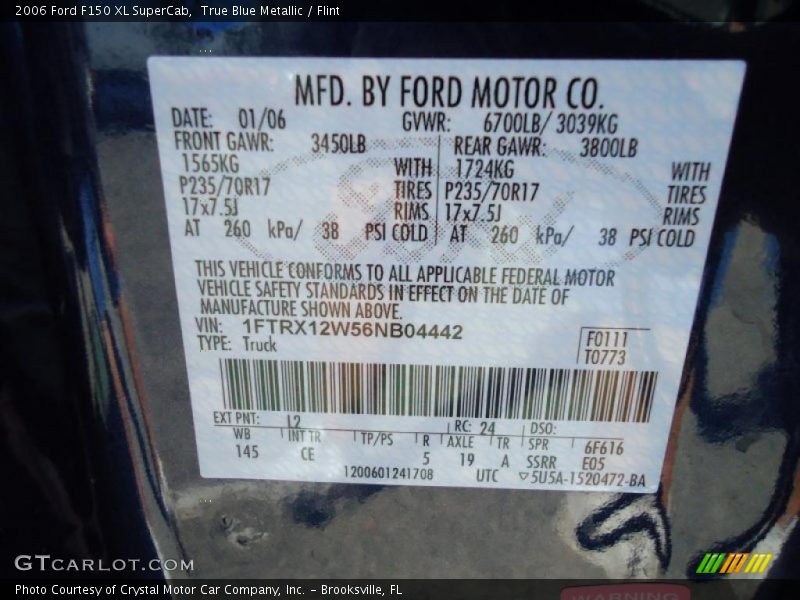 2006 Ford F150 XL SuperCab, True Blue Metallic / Flint
MFD. BY FORD MOTOR CO.
DATE: 01/06 GVWR: 6700LB/ 3039KG
FRONT GAWR: 3450LB REAR GAWR: 3800LB
1565KG WITH 1724KG WITH
P235/70R17 TIRES P235/70R17 TIRES
17x7.5J RIMS 17x7.5J RIMS
AT 260 kPa/ 38 PSI COLD AT 260 kPa/ 38 PSI COLD
THIS VEHICLE CONFORMS TO ALL APPLICABLE FEDERAL MOTOR
VEHICLE SAFETY STANDARDS IN EFFECT ON THE DATE OF
MANUFACTURE SHOWN ABOVE.
VIN: 1FTRX12W56NB04442
TYPE: Truck
F0111
T0773
EXT PNT: L2 RC: 24 DSO:
WB INT TR TP/PS R AXLE TR SPR 6F616
145 CE 5 19 A SSRR E05
1200601241708 UTC ▽5U5A-1520472-BA
GTCARLOT.COM
Photo Courtesy of Crystal Motor Car Company, Inc. – Brooksville, FL
WARNING